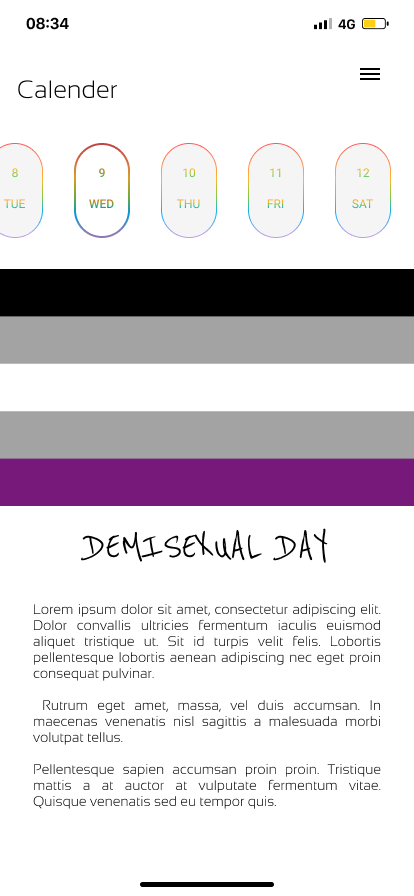 08:34 4G
Calender
8 9 10 11 12
TUE WED THU FRI SAT
DEMISEXUAL DAY
Lorem ipsum dolor sit amet, consectetur adipiscing elit.
Dolor convallis ultricies fermentum iaculis euismod
aliquet tristique ut. Sit id turpis velit felis. Lobortis
pellentesque lobortis aenean adipiscing nec eget proin
consequat pulvinar.
Rutrum eget amet, massa, vel duis accumsan. In
maecenas venenatis nisl sagittis a malesuada morbi
volutpat tellus.
Pellentesque sapien accumsan proin proin. Tristique
mattis a at auctor at vulputate fermentum vitae.
Quisque venenatis sed eu tempor quis.